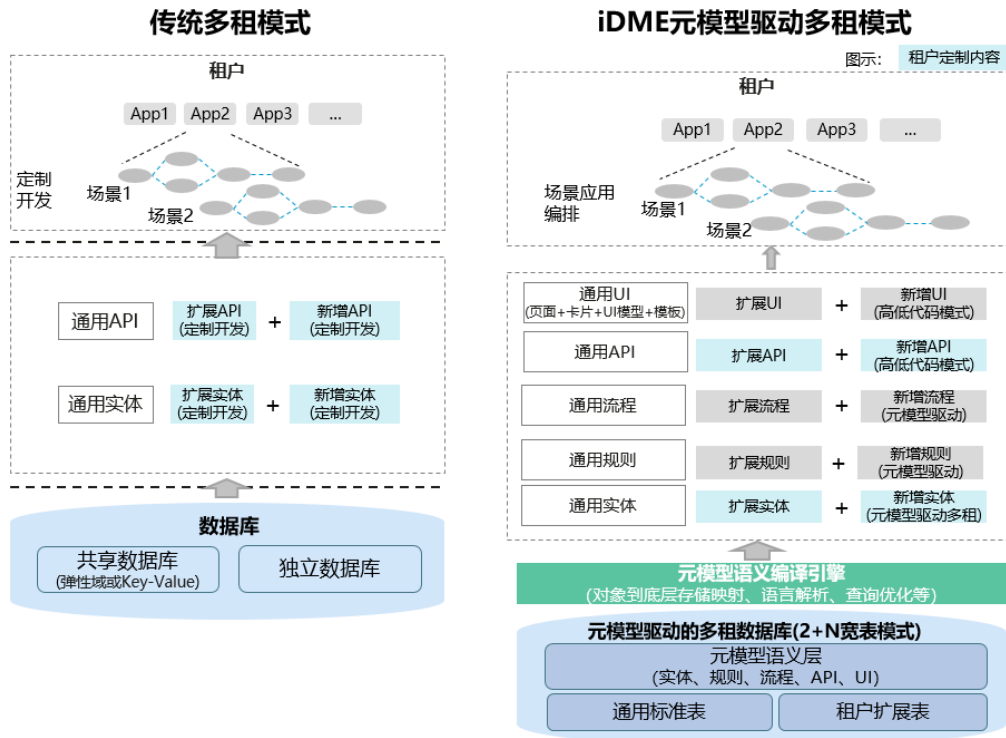 传统多租模式
租户
App1
App2
App3
...
定制
开发
场景1
场景2
通用API
扩展API
(定制开发)
+
新增API
(定制开发)
通用实体
扩展实体
(定制开发)
+
新增实体
(定制开发)
数据库
共享数据库
(弹性域或Key-Value)
独立数据库
iDME元模型驱动多租模式
图示：
租户定制内容
租户
App1
App2
App3
...
场景应用
编排
场景1
场景2
通用UI
(页面+卡片+UI模型+模板)
扩展UI
+
新增UI
(高低代码模式)
通用API
扩展API
+
新增API
(高低代码模式)
通用流程
扩展流程
+
新增流程
(元模型驱动)
通用规则
扩展规则
+
新增规则
(元模型驱动)
通用实体
扩展实体
+
新增实体
(元模型驱动多租)
元模型语义编译引擎
(对象到底层存储映射、语言解析、查询优化等)
元模型驱动的多租数据库(2+N宽表模式)
元模型语义层
(实体、规则、流程、API、UI)
通用标准表
租户扩展表